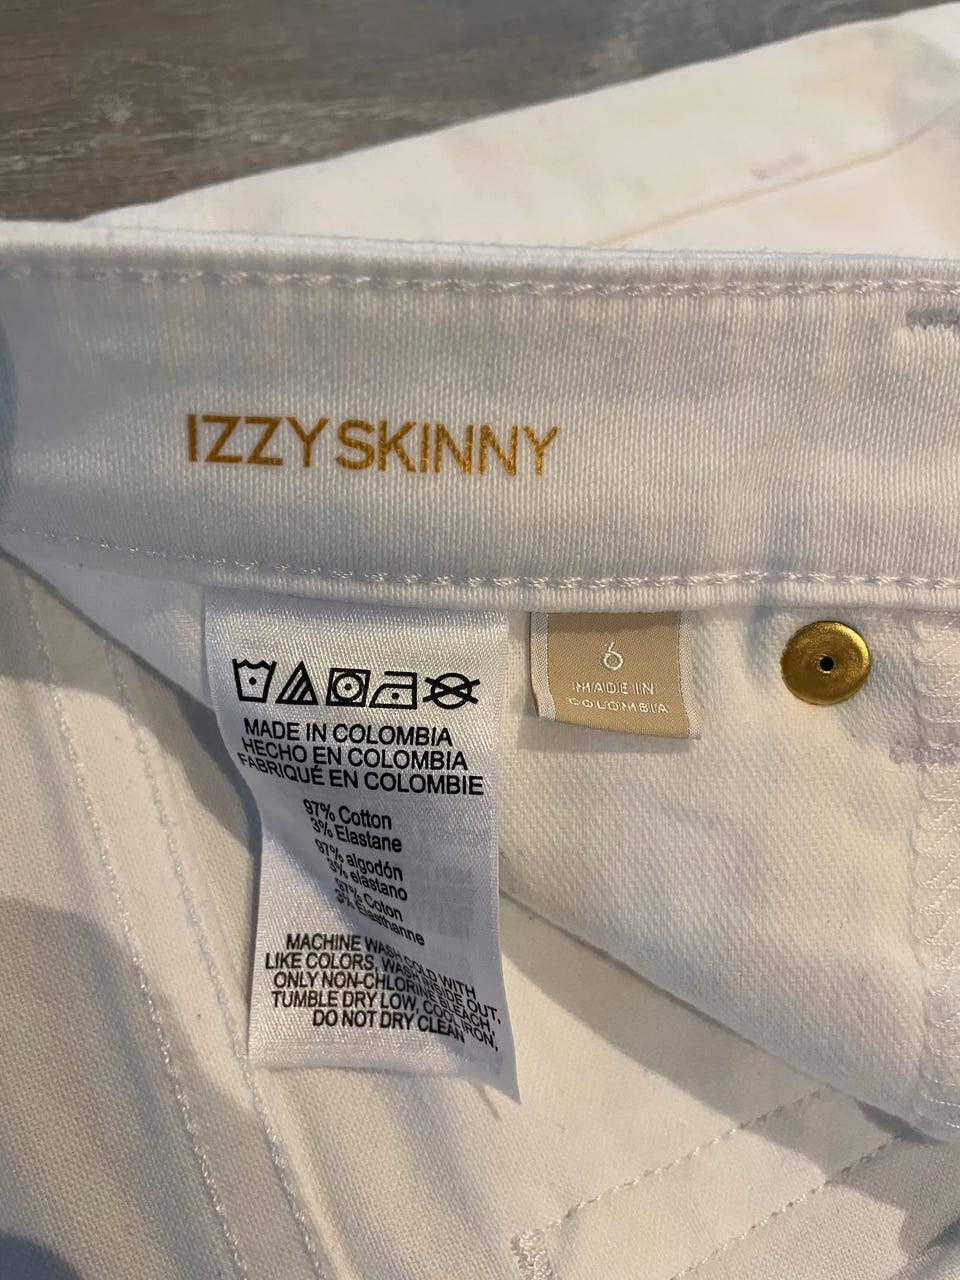 IZZY SKINNY
MADE IN COLOMBIA
HECHO EN COLOMBIA
FABRIQUÉ EN COLOMBIE
97% Cotton
3% Elastane
97% algodón
3% elastano
97% Coton
3% Elasthanne
MACHINE WASH COLD WITH
LIKE COLORS, WASH INSIDE OUT,
ONLY NON-CHLORINE BLEACH,
TUMBLE DRY LOW, COOL IRON,
DO NOT DRY CLEAN
6
MADE IN
COLOMBIA